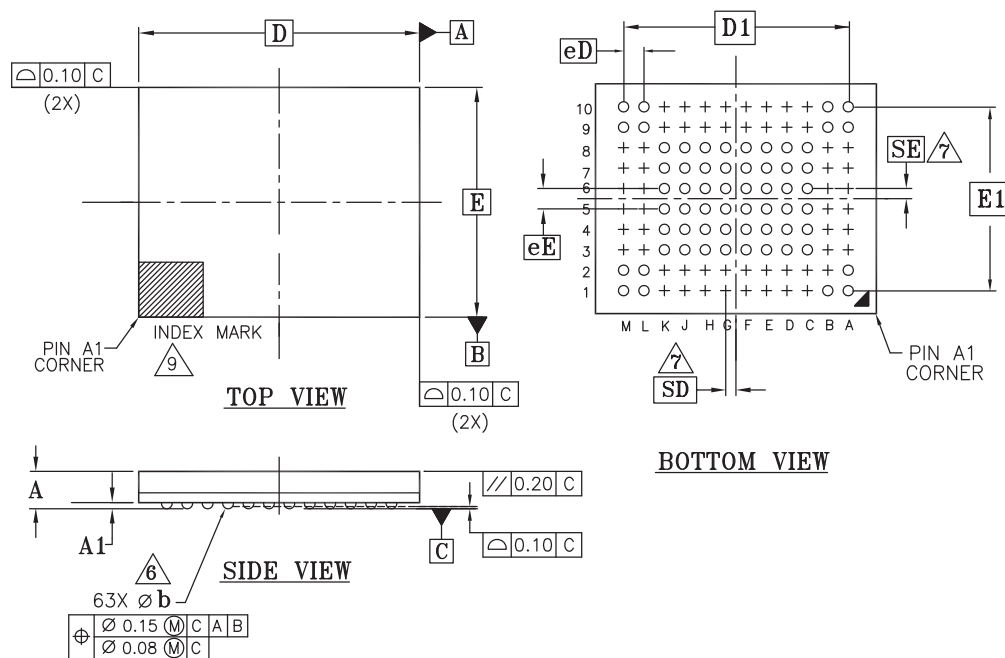 D
A
⌓ 0.10 C
(2X)
E
INDEX MARK
PIN A1
CORNER
9
B
TOP VIEW
⌓ 0.10 C
(2X)
D1
eD
10
9
8
7
6
5
4
3
2
1
SE 7
E1
eE
M L K J H G F E D C B A
7
SD
PIN A1
CORNER
BOTTOM VIEW
A
A1
// 0.20 C
C
⌓ 0.10 C
6
SIDE VIEW
63X ⌀ b
⌖ ⌀ 0.15 Ⓜ C A B
⌀ 0.08 Ⓜ C